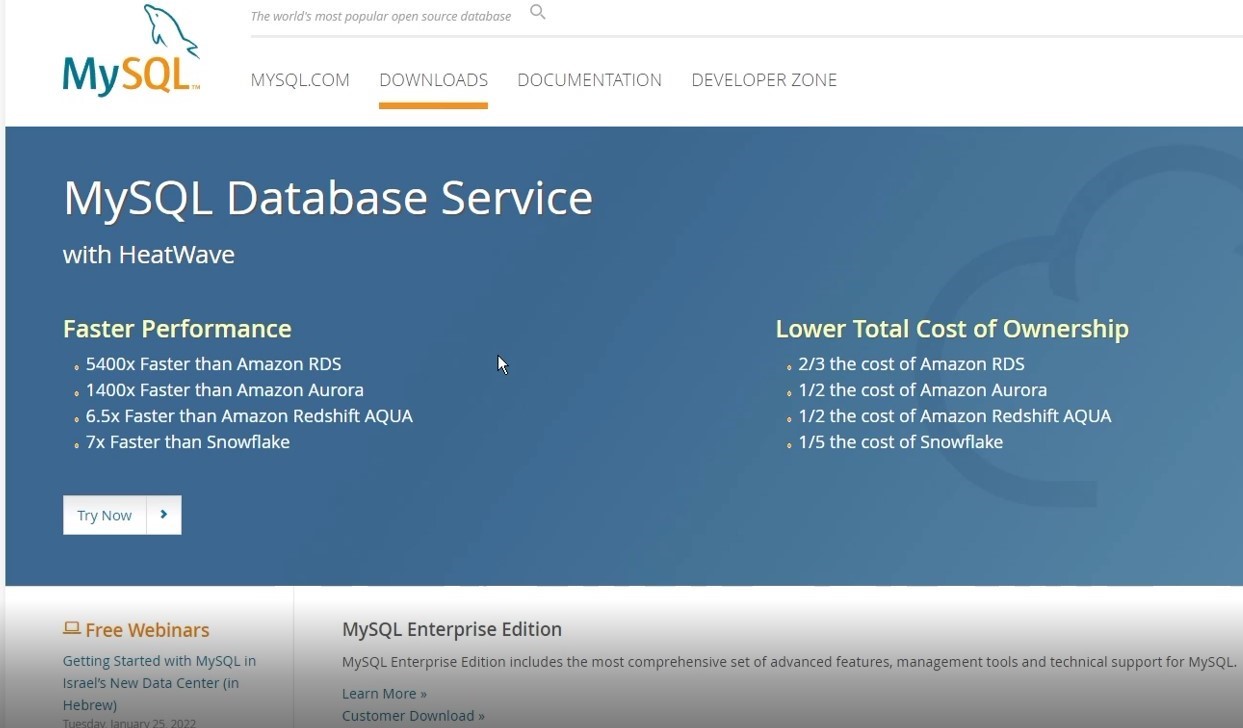 The world's most popular open source database
MySQL™
MYSQL.COM DOWNLOADS DOCUMENTATION DEVELOPER ZONE
MySQL Database Service
with HeatWave
Faster Performance
5400x Faster than Amazon RDS
1400x Faster than Amazon Aurora
6.5x Faster than Amazon Redshift AQUA
7x Faster than Snowflake
Lower Total Cost of Ownership
2/3 the cost of Amazon RDS
1/2 the cost of Amazon Aurora
1/2 the cost of Amazon Redshift AQUA
1/5 the cost of Snowflake
Try Now
Free Webinars
Getting Started with MySQL in
Israel's New Data Center (in
Hebrew)
Tuesday, January 25, 2022
MySQL Enterprise Edition
MySQL Enterprise Edition includes the most comprehensive set of advanced features, management tools and technical support for MySQL.
Learn More »
Customer Download »